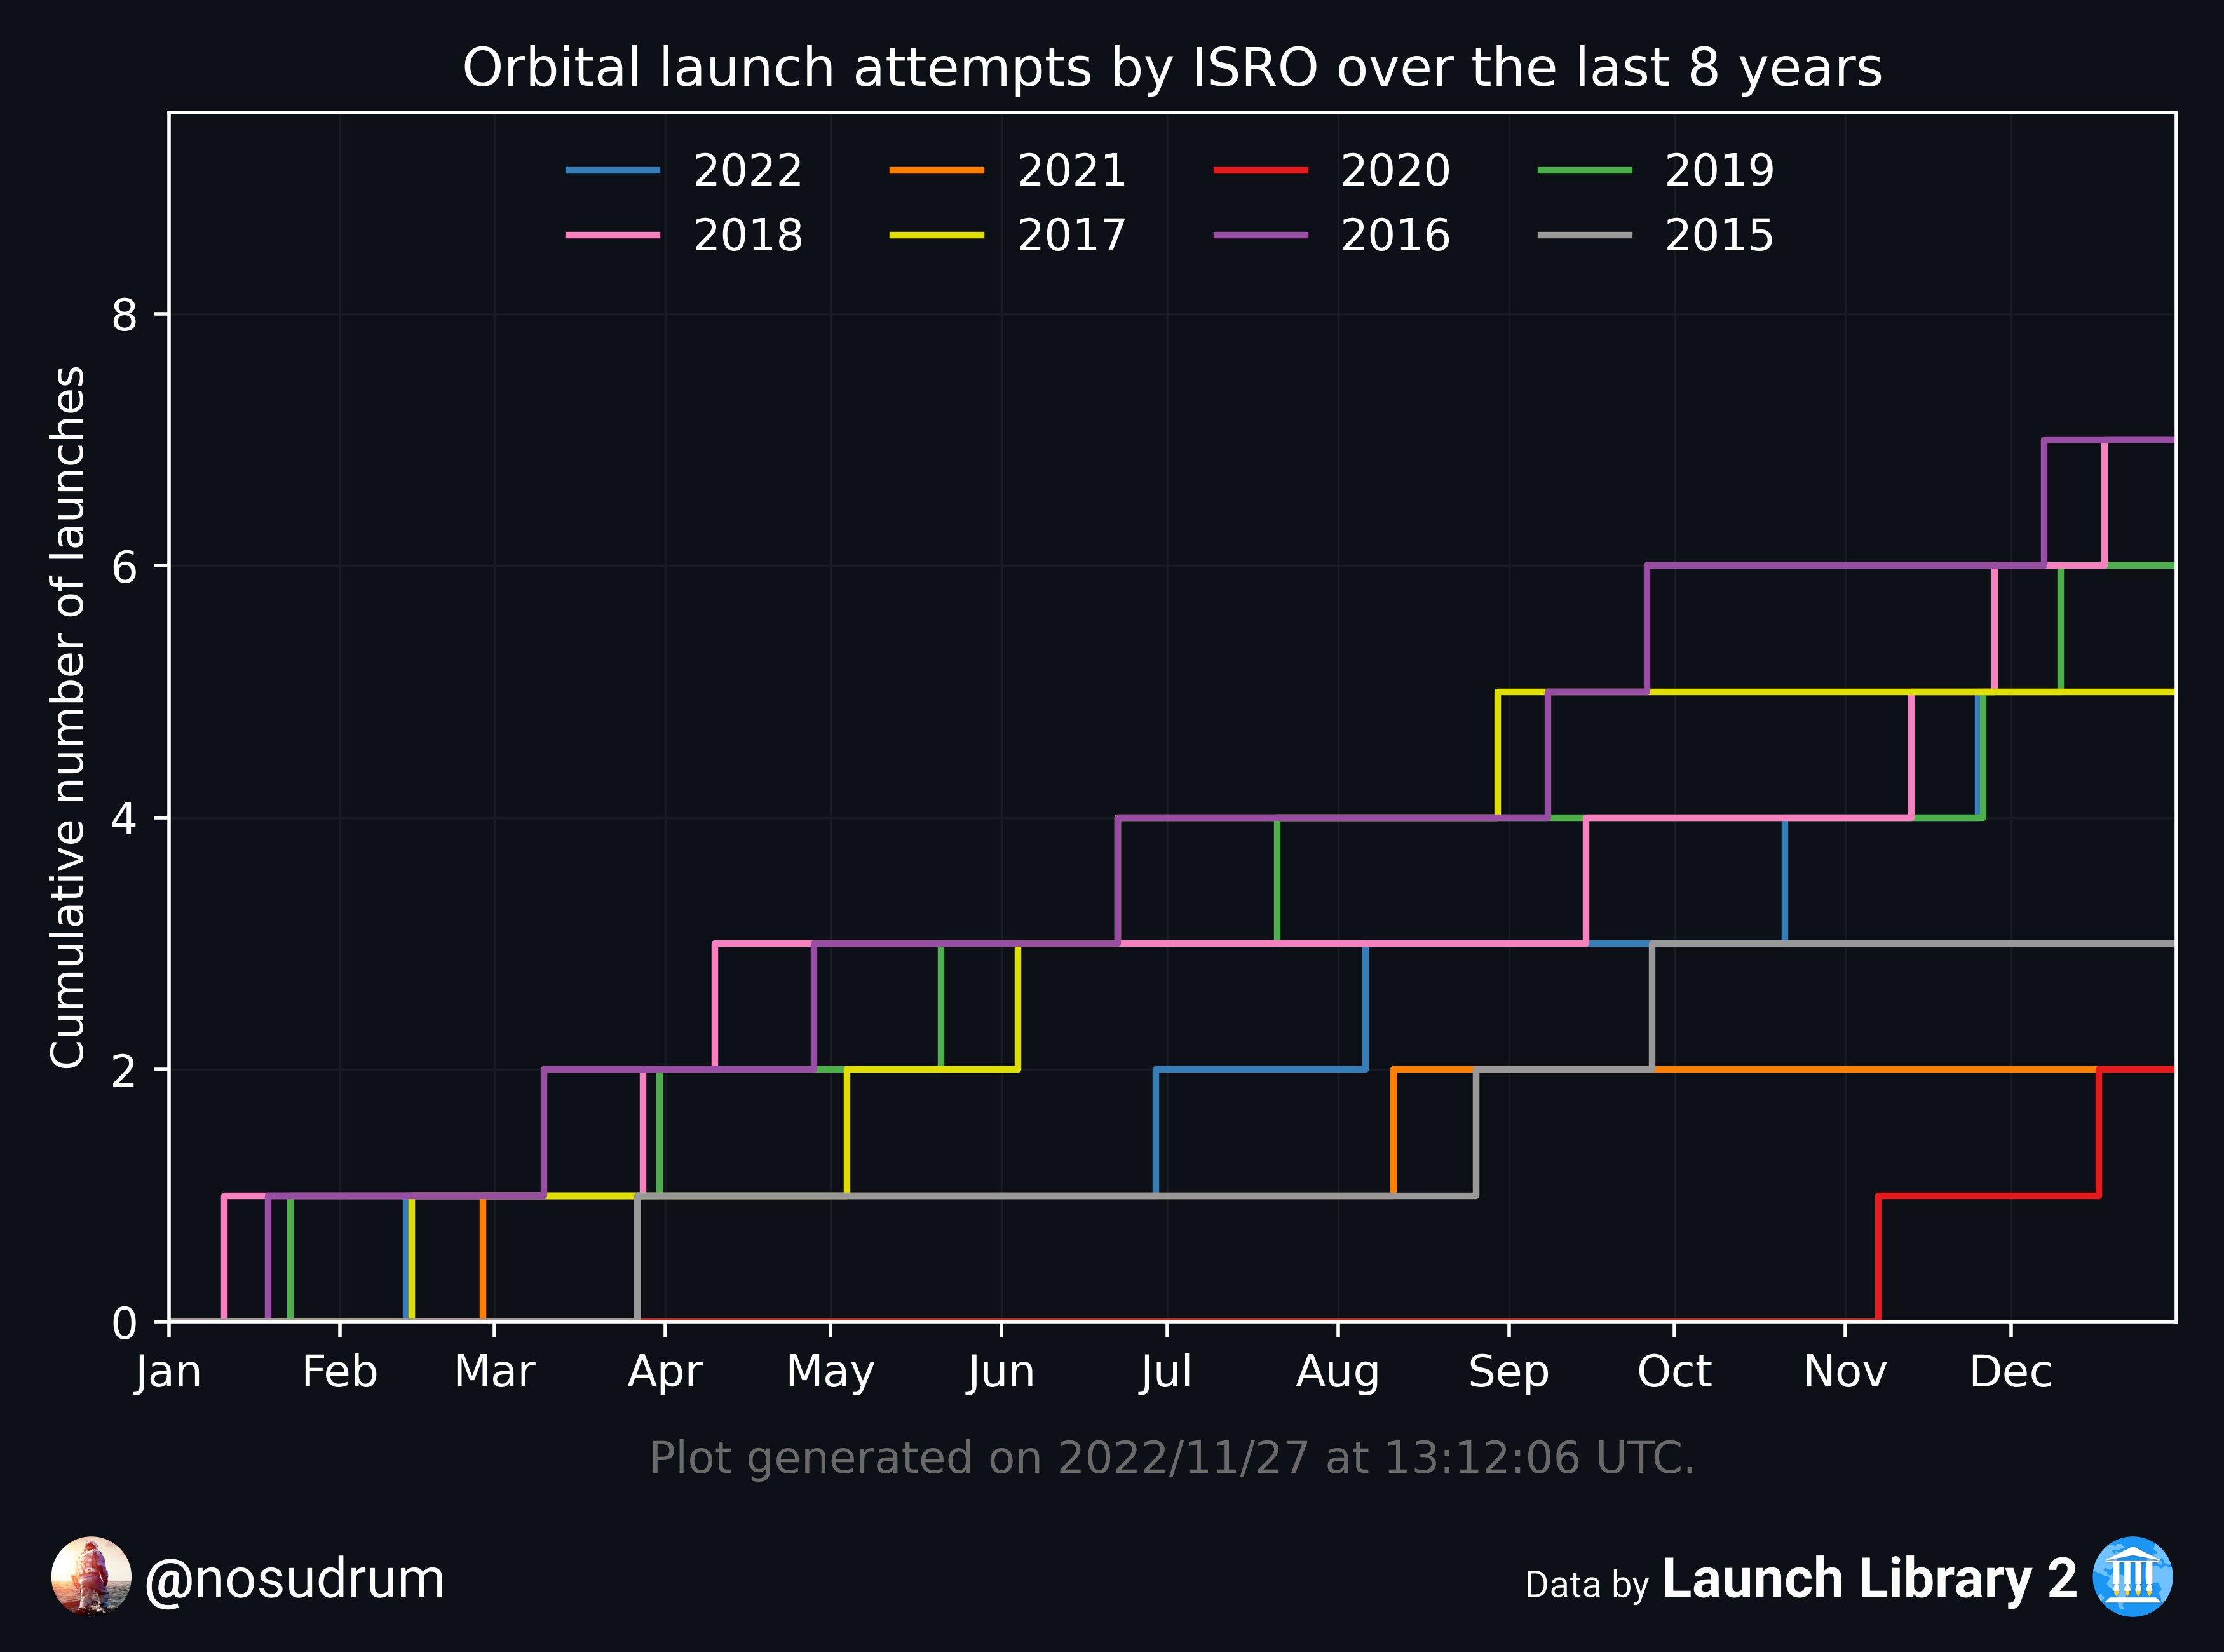 Orbital launch attempts by ISRO over the last 8 years
2022 2021 2020 2019
2018 2017 2016 2015
Cumulative number of launches
8
6
4
2
0
Jan Feb Mar Apr May Jun Jul Aug Sep Oct Nov Dec
Plot generated on 2022/11/27 at 13:12:06 UTC.
@nosudrum
Data by Launch Library 2